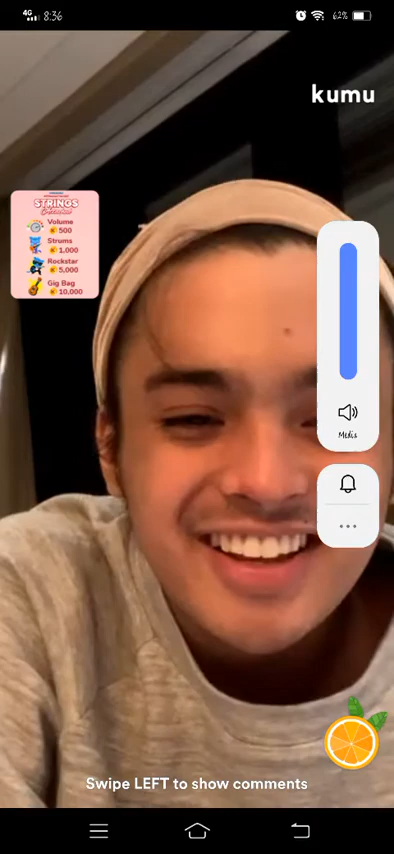 4G 8:36
62%
kumu
STRINGS
Volume
500
Strums
1,000
Rockstar
5,000
Gig Bag
10,000
Media
Swipe LEFT to show comments